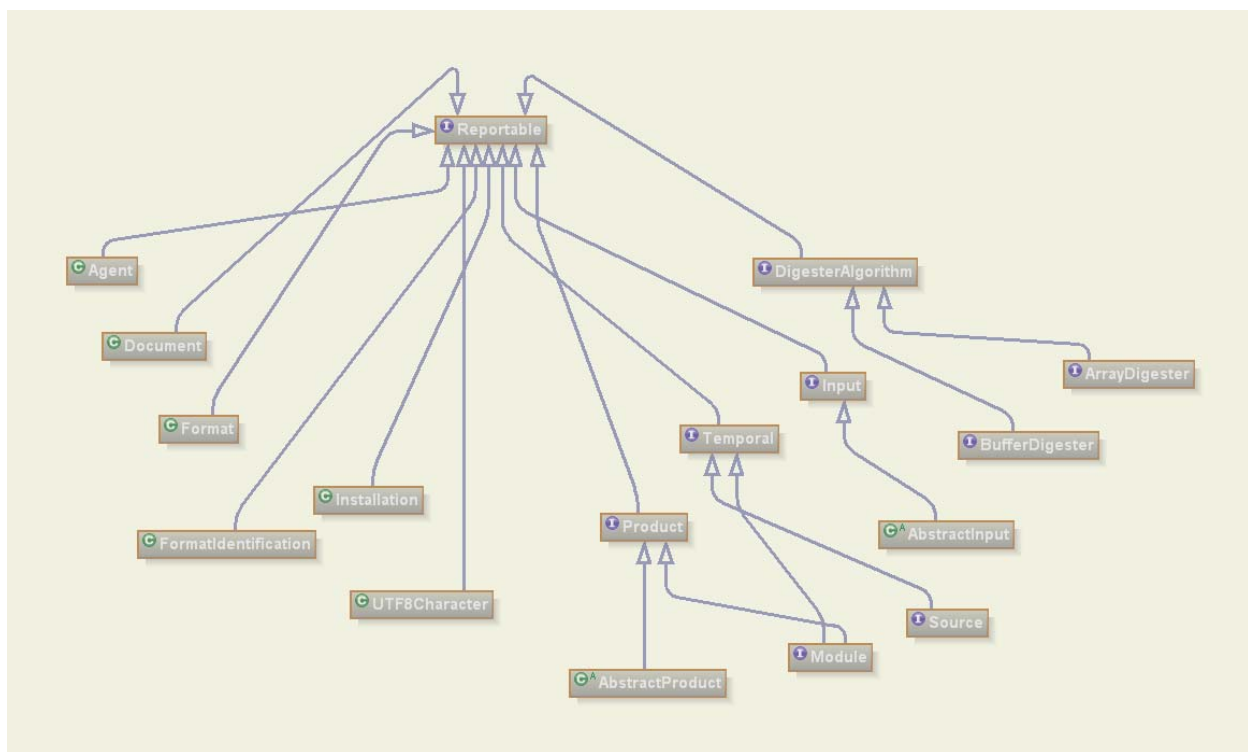 I Reportable
C Agent
I DigesterAlgorithm
C Document
I ArrayDigester
I Input
C Format
I Temporal
I BufferDigester
C Installation
I Product
C A AbstractInput
C FormatIdentification
C UTF8Character
I Source
I Module
C A AbstractProduct